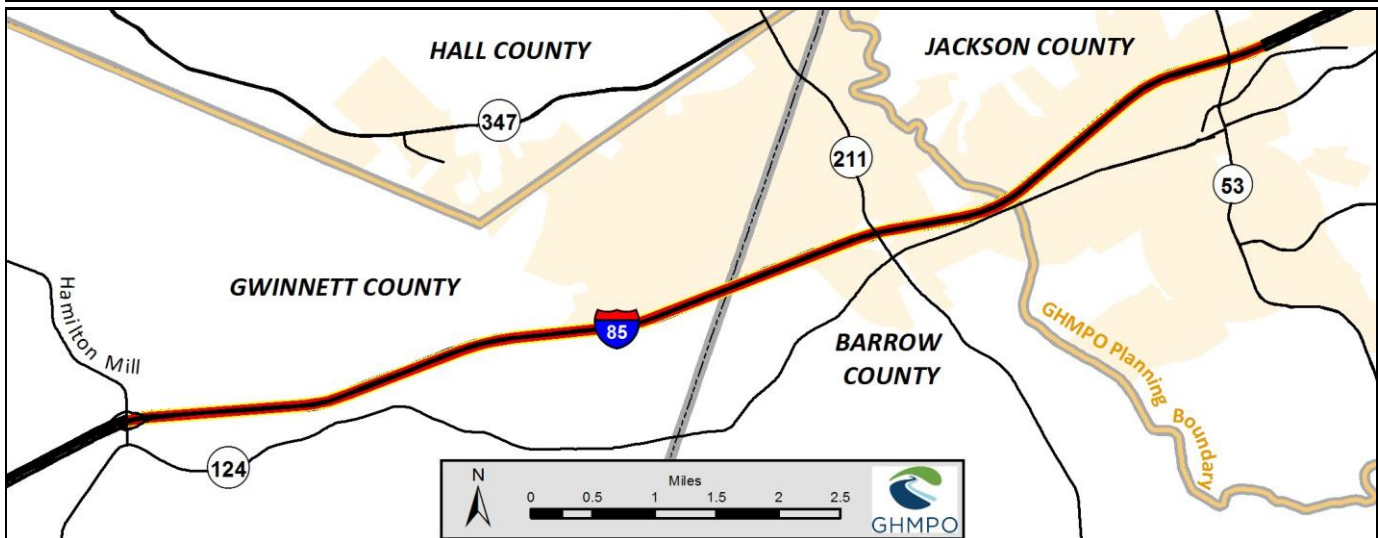 HALL COUNTY
JACKSON COUNTY
347
211
53
GWINNETT COUNTY
Hamilton Mill
85
BARROW
COUNTY
GHMPO Planning Boundary
124
N
Miles
0 0.5 1 1.5 2 2.5
GHMPO